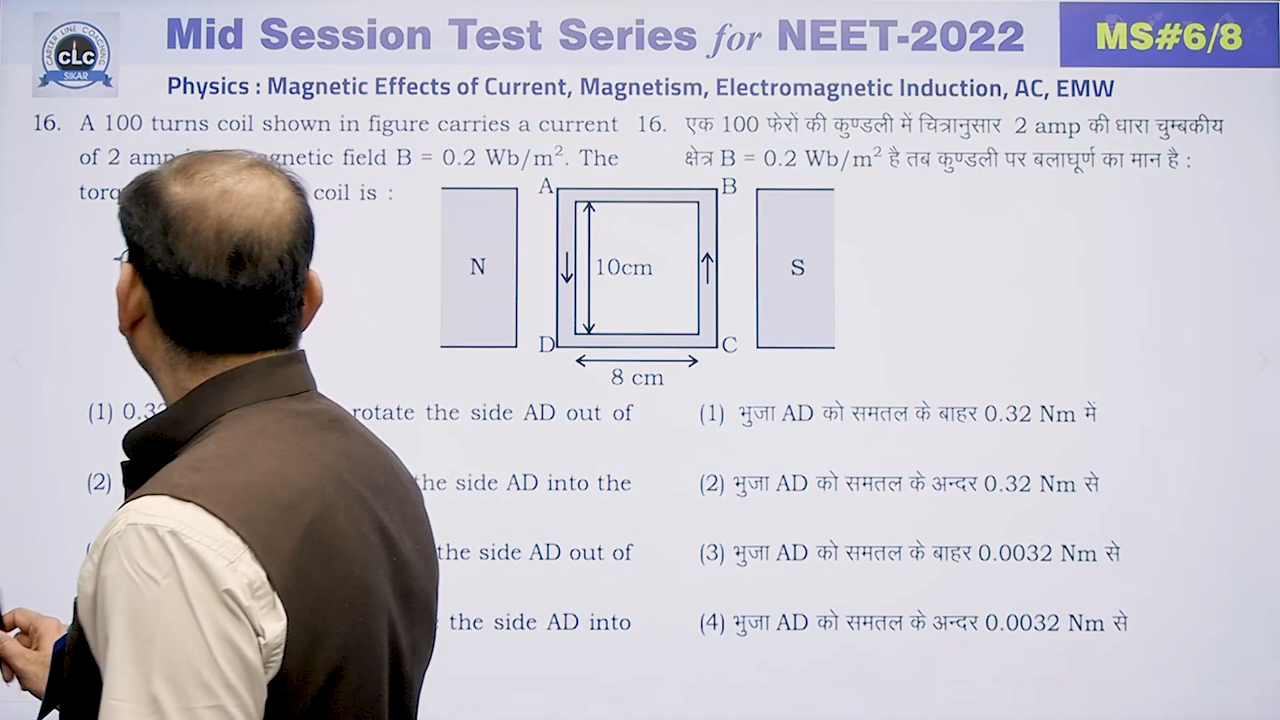 Mid Session Test Series for NEET-2022
MS#6/8
CAREER LINE COACHING
CLC
SIKAR
Physics : Magnetic Effects of Current, Magnetism, Electromagnetic Induction, AC, EMW
16. A 100 turns coil shown in figure carries a current
of 2 amp B = 0.2 Wb/m². The
coil is :
16. एक 100 फेरों की कुण्डली में चित्रानुसार 2 amp की धारा चुम्बकीय
क्षेत्र B = 0.2 Wb/m² है तब कुण्डली पर बलाघूर्ण का मान है :
A
B
N
10cm
S
D
C
8 cm
(1) rotate the side AD out of
(2) the side AD into the
the side AD out of
the side AD into
(1) भुजा AD को समतल के बाहर 0.32 Nm में
(2) भुजा AD को समतल के अन्दर 0.32 Nm से
(3) भुजा AD को समतल के बाहर 0.0032 Nm से
(4) भुजा AD को समतल के अन्दर 0.0032 Nm से